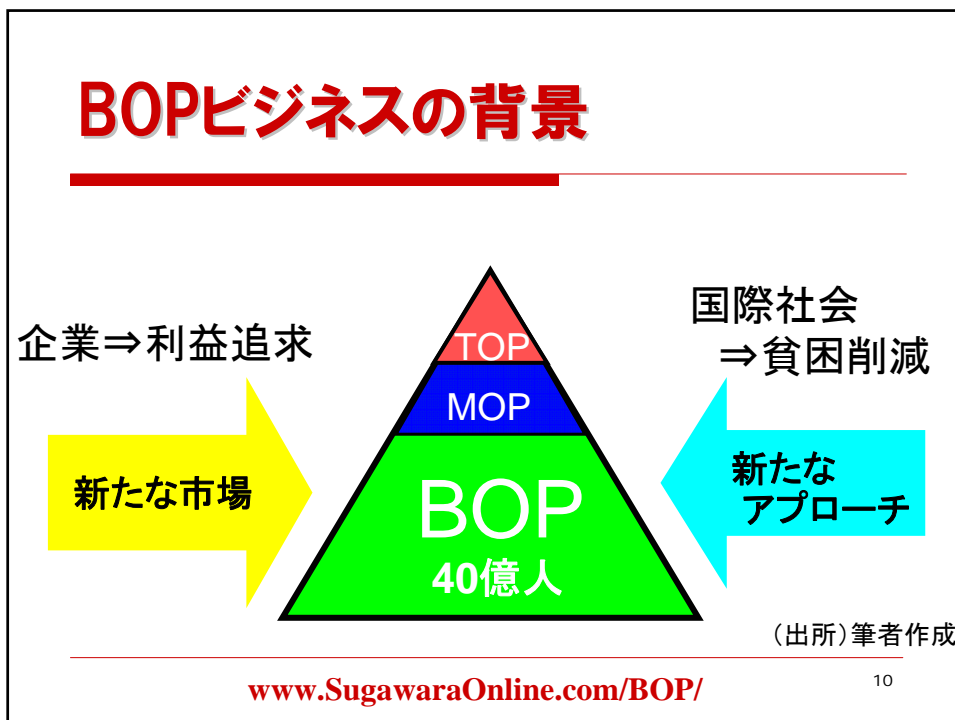 BOPビジネスの背景
企業⇒利益追求
国際社会
⇒貧困削減
TOP
MOP
新たな市場
BOP
40億人
新たな
アプローチ
(出所)筆者作成
www.SugawaraOnline.com/BOP/
10